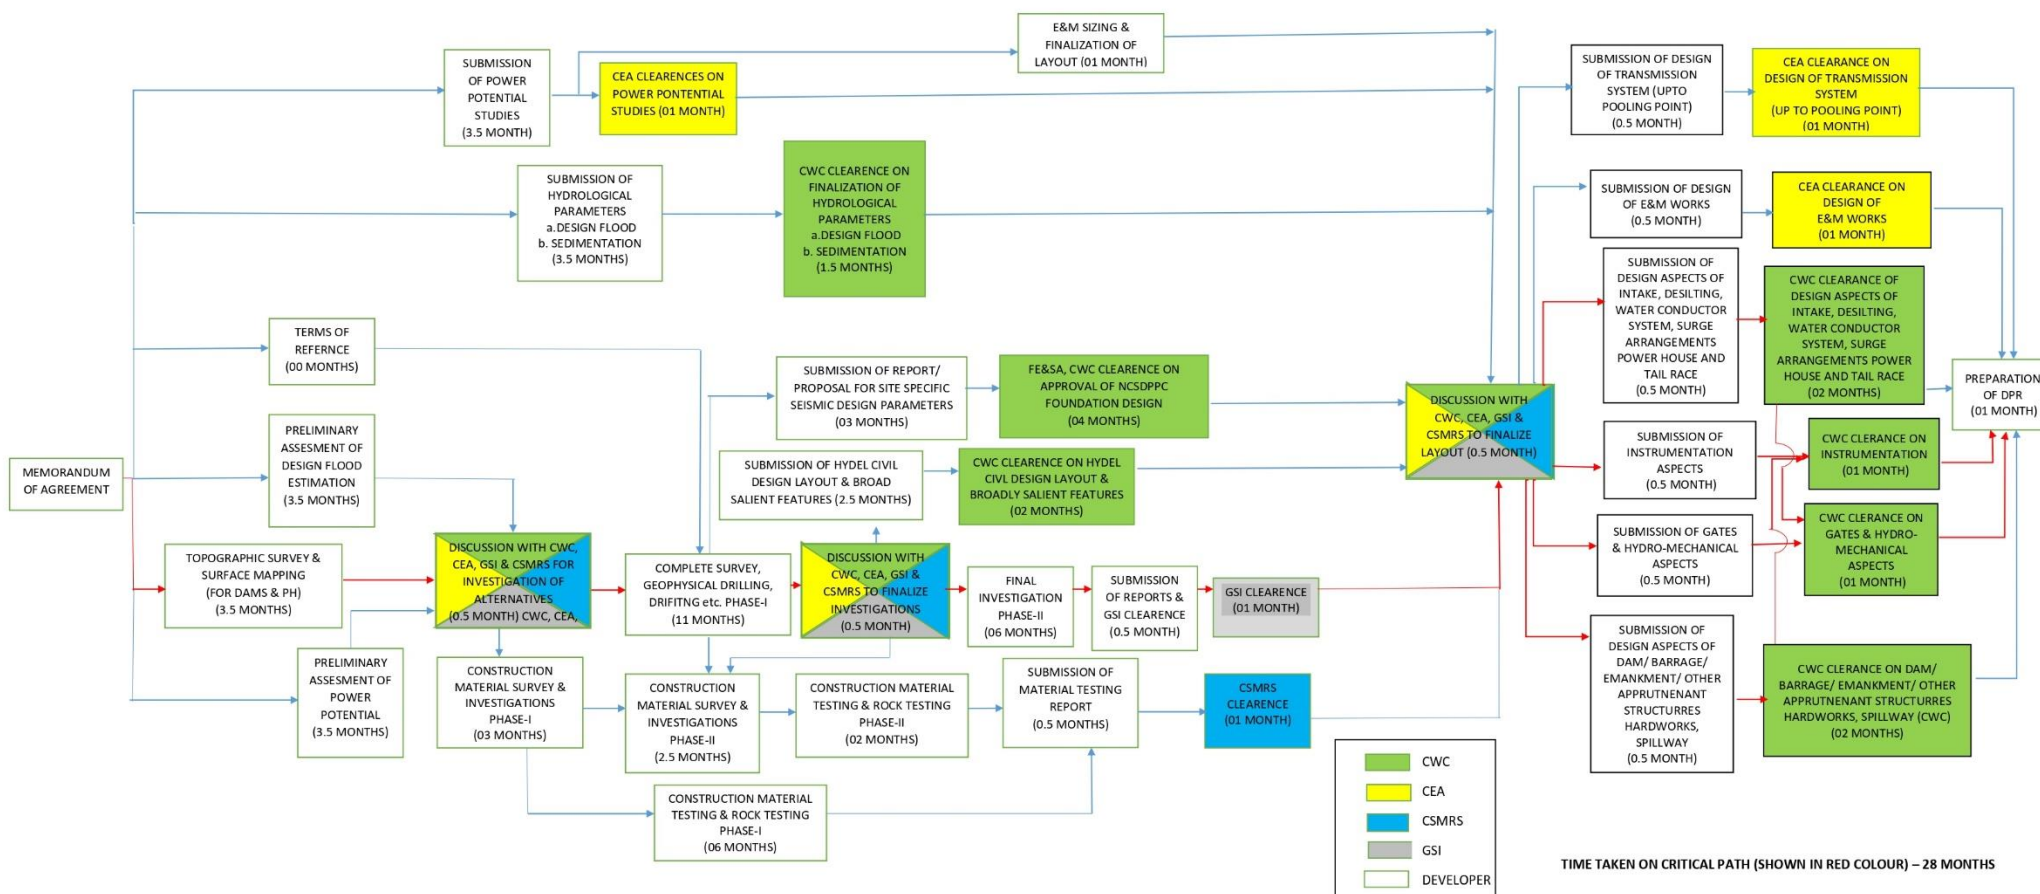 E&M SIZING &
FINALIZATION OF
LAYOUT (01 MONTH)
SUBMISSION
OF POWER
POTENTIAL
STUDIES
(3.5 MONTH)
CEA CLEARENCES ON
POWER PONTENTIAL
STUDIES (01 MONTH)
SUBMISSION OF DESIGN
OF TRANSMISSION
SYSTEM (UPTO
POOLING POINT)
(0.5 MONTH)
CEA CLEARANCE ON
DESIGN OF TRANSMISSION
SYSTEM
(UP TO POOLING POINT)
(01 MONTH)
SUBMISSION OF
HYDROLOGICAL
PARAMETERS
a.DESIGN FLOOD
b. SEDIMENTATION
(3.5 MONTHS)
CWC CLEARENCE ON
FINALIZATION OF
HYDROLOGICAL
PARAMETERS
a.DESIGN FLOOD
b. SEDIMENTATION
(1.5 MONTHS)
SUBMISSION OF DESIGN
OF E&M WORKS
(0.5 MONTH)
CEA CLEARANCE ON
DESIGN OF
E&M WORKS
(01 MONTH)
SUBMISSION OF
DESIGN ASPECTS OF
INTAKE, DESILTING,
WATER CONDUCTOR
SYSTEM, SURGE
ARRANGEMENTS
POWER HOUSE AND
TAIL RACE
(0.5 MONTH)
CWC CLEARANCE OF
DESIGN ASPECTS OF
INTAKE, DESILTING,
WATER CONDUCTOR
SYSTEM, SURGE
ARRANGEMENTS POWER
HOUSE AND TAIL RACE
(02 MONTHS)
TERMS OF
REFERNCE
(00 MONTHS)
SUBMISSION OF REPORT/
PROPOSAL FOR SITE SPECIFIC
SEISMIC DESIGN PARAMETERS
(03 MONTHS)
FE&SA, CWC CLEARENCE ON
APPROVAL OF NCSDPPC
FOUNDATION DESIGN
(04 MONTHS)
DISCUSSION WITH
CWC, CEA, GSI &
CSMRS TO FINALIZE
LAYOUT (0.5 MONTH)
PREPARATION
OF DPR
(01 MONTH)
PRELIMINARY
ASSESMENT OF
DESIGN FLOOD
ESTIMATION
(3.5 MONTHS)
MEMORANDUM
OF AGREEMENT
SUBMISSION OF HYDEL CIVIL
DESIGN LAYOUT & BROAD
SALIENT FEATURES (2.5 MONTHS)
CWC CLEARENCE ON HYDEL
CIVL DESIGN LAYOUT &
BROADLY SALIENT FEATURES
(02 MONTHS)
SUBMISSION OF
INSTRUMENTATION
ASPECTS
(0.5 MONTH)
CWC CLERANCE ON
INSTRUMENTATION
(01 MONTH)
TOPOGRAPHIC SURVEY &
SURFACE MAPPING
(FOR DAMS & PH)
(3.5 MONTHS)
DISCUSSION WITH CWC,
CEA, GSI & CSMRS FOR
INVESTIGATION OF
ALTERNATIVES
(0.5 MONTH) CWC, CEA,
COMPLETE SURVEY,
GEOPHYSICAL DRILLING,
DRIFITNG etc. PHASE-I
(11 MONTHS)
DISCUSSION WITH
CWC, CEA, GSI &
CSMRS TO FINALIZE
INVESTIGATIONS
(0.5 MONTH)
FINAL
INVESTIGATION
PHASE-II
(06 MONTHS)
SUBMISSION
OF REPORTS &
GSI CLERENCE
(0.5 MONTH)
GSI CLERENCE
(01 MONTH)
SUBMISSION OF GATES
& HYDRO-MECHANICAL
ASPECTS
(0.5 MONTH)
CWC CLERANCE ON
GATES & HYDRO-
MECHANICAL
ASPECTS
(01 MONTH)
PRELIMINARY
ASSESMENT OF
POWER
POTENTIAL
(3.5 MONTHS)
CONSTRUCTION
MATERIAL SURVEY &
INVESTIGATIONS
PHASE-I
(03 MONTHS)
CONSTRUCTION
MATERIAL SURVEY &
INVESTIGATIONS
PHASE-II
(2.5 MONTHS)
CONSTRUCTION MATERIAL
TESTING & ROCK TESTING
PHASE-II
(02 MONTHS)
SUBMISSION OF
MATERIAL TESTING
REPORT
(0.5 MONTHS)
CSMRS
CLERENCE
(01 MONTH)
SUBMISSION OF
DESIGN ASPECTS OF
DAM/ BARRAGE/
EMANKMENT/ OTHER
APPRUTNENANT
STRUCTURRES
HARDWORKS,
SPILLWAY
(0.5 MONTH)
CWC CLERANCE ON DAM/
BARRAGE/ EMANKMENT/ OTHER
APPRUTNENANT STRUCTURRES
HARDWORKS, SPILLWAY (CWC)
(02 MONTHS)
CONSTRUCTION MATERIAL
TESTING & ROCK TESTING
PHASE-I
(06 MONTHS)
CWC
CEA
CSMRS
GSI
DEVELOPER
TIME TAKEN ON CRITICAL PATH (SHOWN IN RED COLOUR) – 28 MONTHS